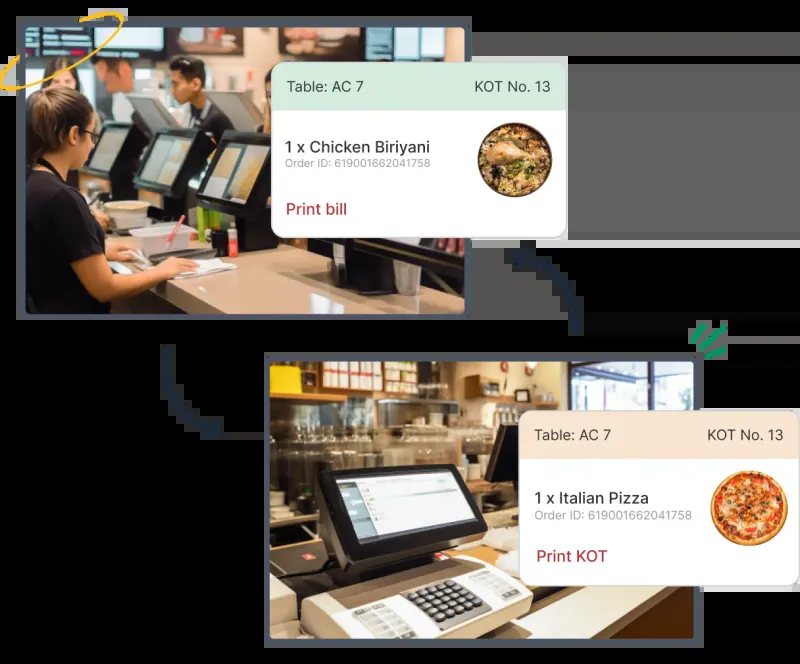 Table: AC 7 KOT No. 13
1 x Chicken Biriyani
Order ID: 619001662041758
Print bill
Table: AC 7 KOT No. 13
1 x Italian Pizza
Order ID: 619001662041758
Print KOT